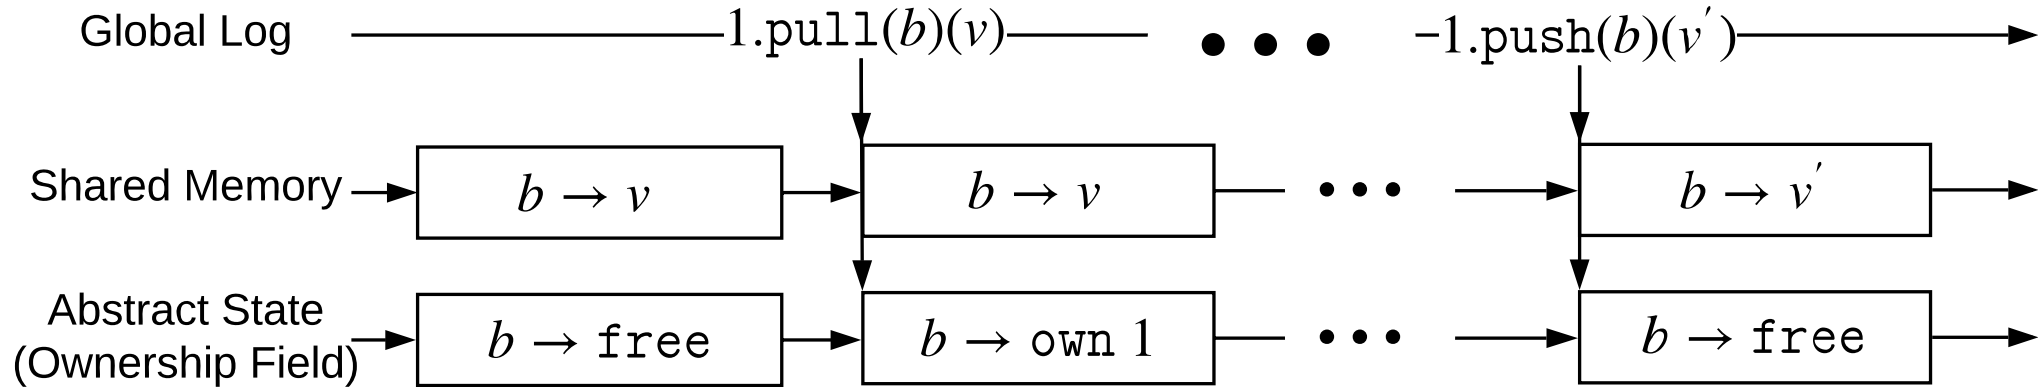 Global Log 1.pull(b)(v) ● ● ● 1.push(b)(v′)
Shared Memory b → v b → v ● ● ● b → v′
Abstract State
(Ownership Field) b → free b → own 1 ● ● ● b → free